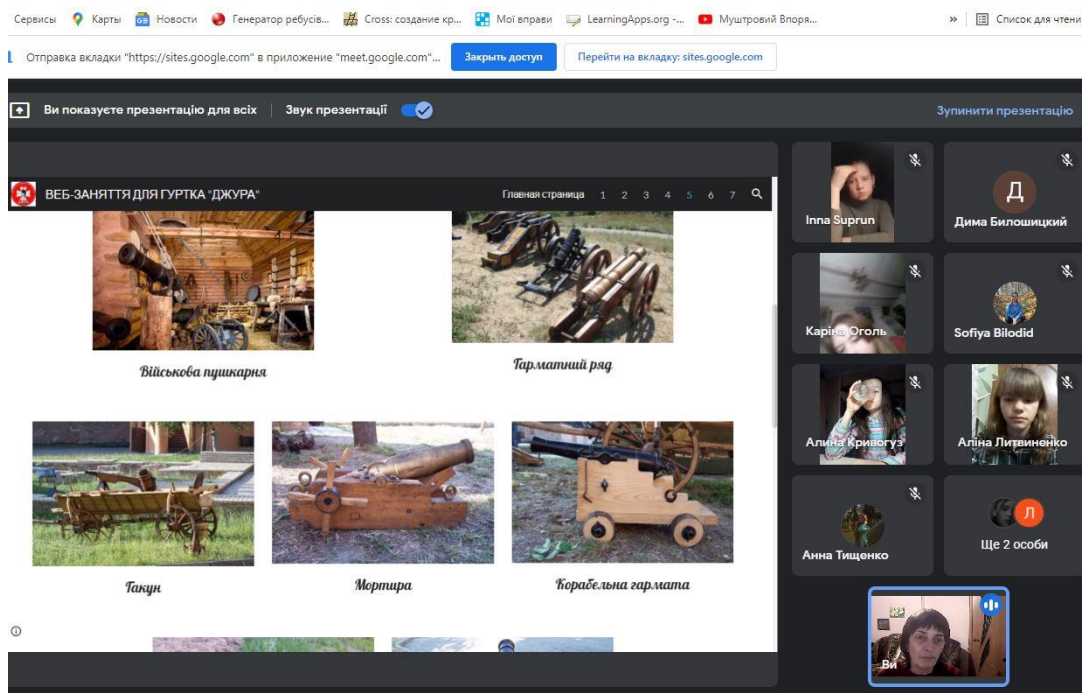 Сервисы Карты Новости Генератор ребусів... Cross: создание кр... Мої вправи LearningApps.org -... Муштровий Впоря... » Список для чтени
Отправка вкладки "https://sites.google.com" в приложение "meet.google.com"... Закрыть доступ Перейти на вкладку: sites.google.com
Ви показуєте презентацію для всіх Звук презентації Зупинити презентацію
ВЕБ-ЗАНЯТТЯ ДЛЯ ГУРТКА "ДЖУРА" Главная страница 1 2 3 4 5 6 7
Військова пушкарня
Гарматний ряд
Такун
Мортира
Корабельна гармата
Inna Suprun
Д
Дима Билошицкий
Каріна Оголь
Sofiya Bilodid
Алина Кривогуз
Аліна Литвиненко
Анна Тищенко
Л
Ще 2 особи
Ви